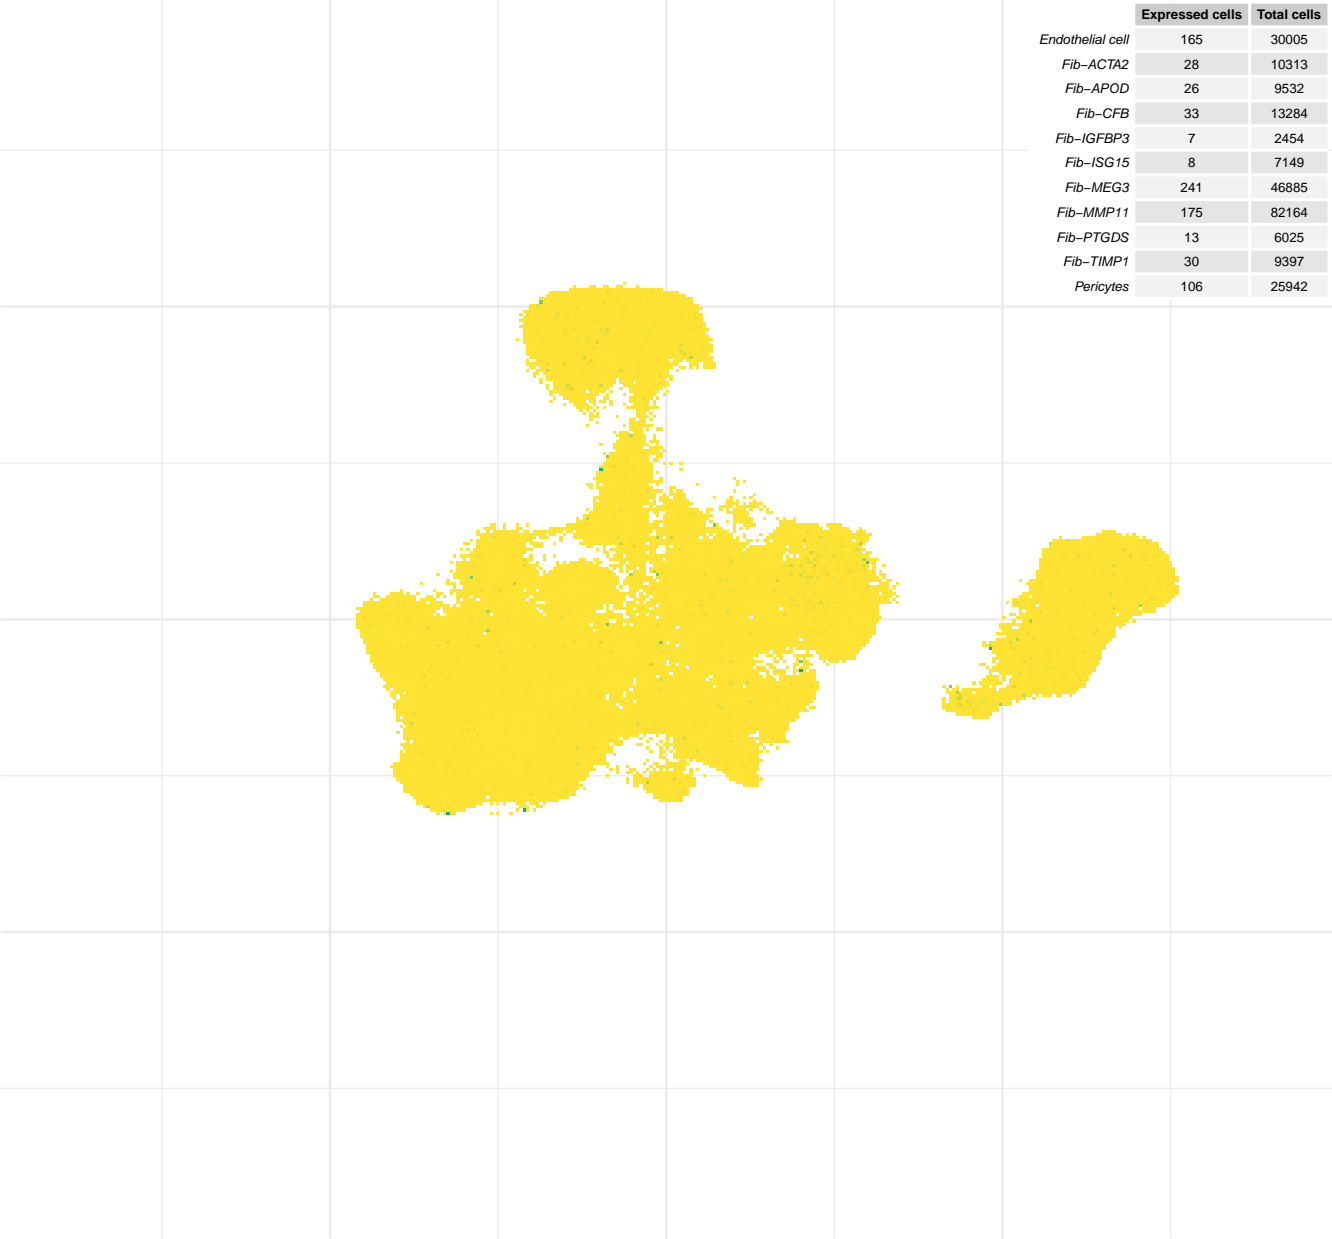 Expressed cells Total cells
Endothelial cell 165 30005
Fib−ACTA2 28 10313
Fib−APOD 26 9532
Fib−CFB 33 13284
Fib−IGFBP3 7 2454
Fib−ISG15 8 7149
Fib−MEG3 241 46885
Fib−MMP11 175 82164
Fib−PTGDS 13 6025
Fib−TIMP1 30 9397
Pericytes 106 25942